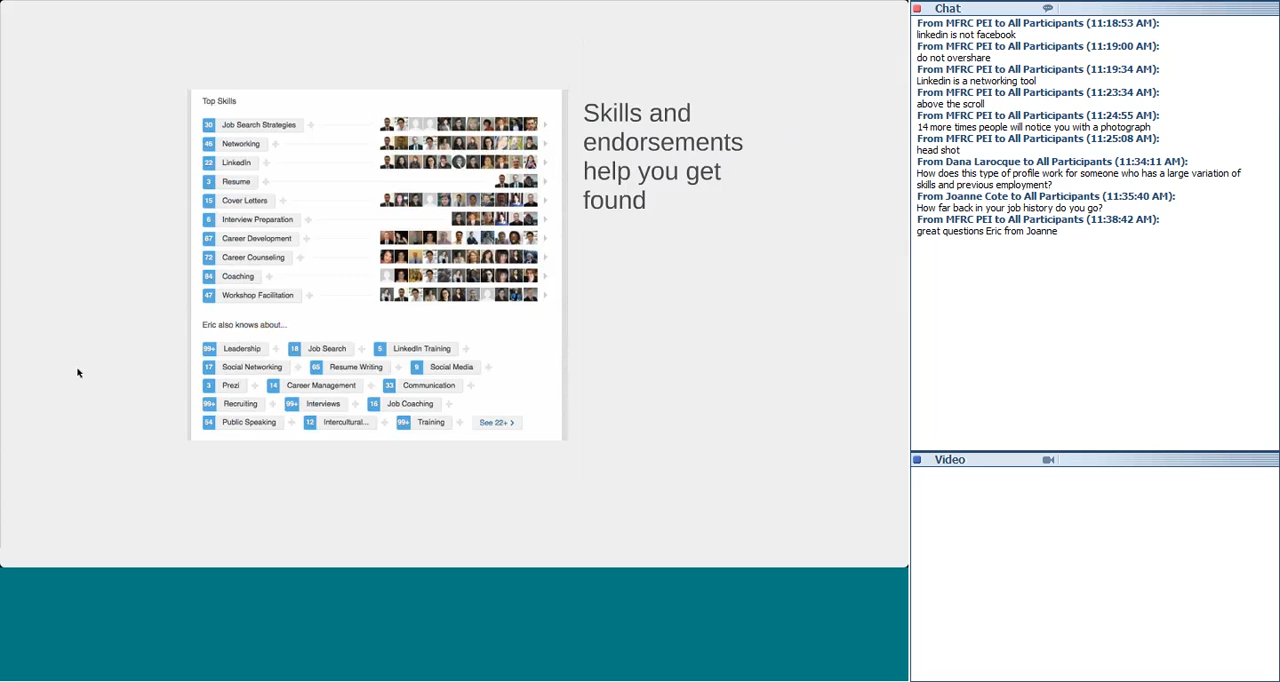 Top Skills
30 Job Search Strategies
46 Networking
22 LinkedIn
3 Resume
15 Cover Letters
6 Interview Preparation
87 Career Development
72 Career Counseling
84 Coaching
47 Workshop Facilitation
Eric also knows about...
99+ Leadership 18 Job Search 5 LinkedIn Training
17 Social Networking 65 Resume Writing 9 Social Media
3 Prezi 14 Career Management 33 Communication
99+ Recruiting 99+ Interviews 16 Job Coaching
54 Public Speaking 12 Intercultural... 99+ Training See 22+ >
Skills and
endorsements
help you get
found
Chat
From MFRC PEI to All Participants (11:18:53 AM):
linkedin is not facebook
From MFRC PEI to All Participants (11:19:00 AM):
do not overshare
From MFRC PEI to All Participants (11:19:34 AM):
Linkedin is a networking tool
From MFRC PEI to All Participants (11:23:34 AM):
above the scroll
From MFRC PEI to All Participants (11:24:55 AM):
14 more times people will notice you with a photograph
From MFRC PEI to All Participants (11:25:08 AM):
head shot
From Dana Larocque to All Participants (11:34:11 AM):
How does this type of profile work for someone who has a large variation of
skills and previous employment?
From Joanne Cote to All Participants (11:35:40 AM):
How far back in your job history do you go?
From MFRC PEI to All Participants (11:38:42 AM):
great questions Eric from Joanne
Video